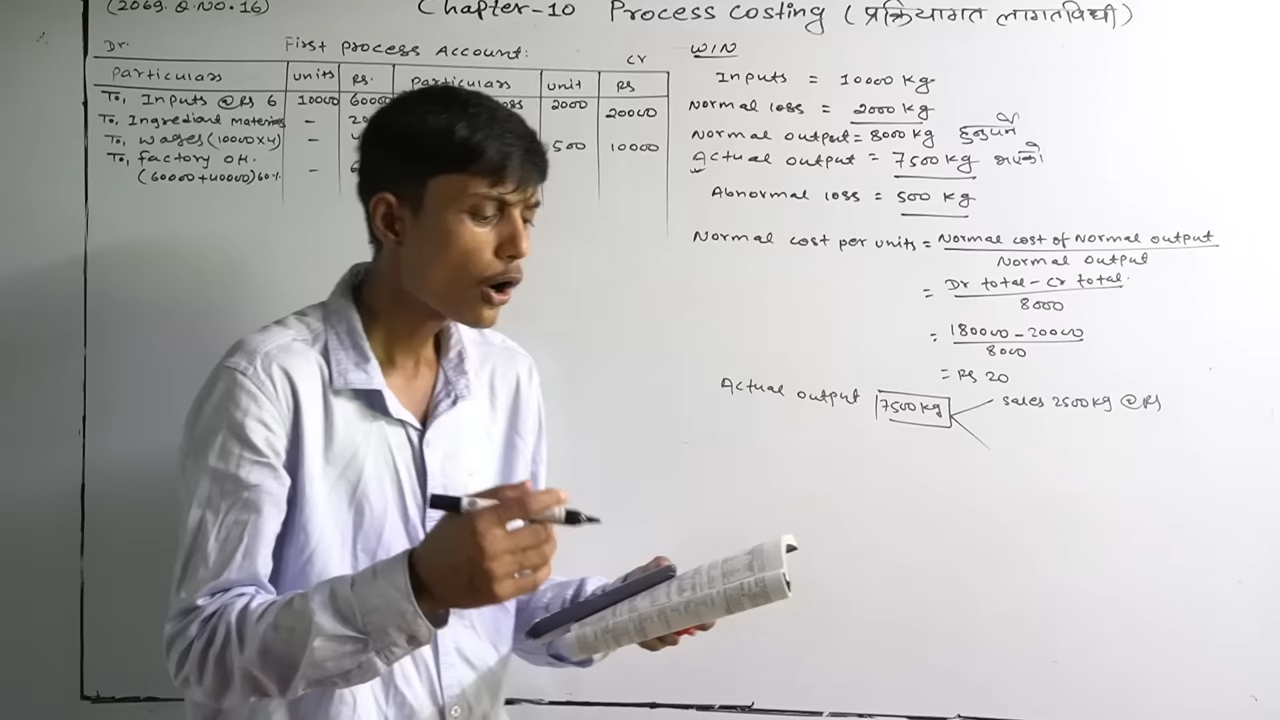 (2069. Q.NO.16)
Chapter-10 Process Costing (प्रक्रियागत लागतविधी)
Dr.
First process Account:
Cr
particulars units Rs. particulars unit Rs
To, Inputs @Rs 6 10000 60000 2000 20000
To, Ingredient Materials -
To, wages (10000x4) - 500 10000
To, factory OH.
(60000+40000)60% -
W/N
Inputs = 10000 kg
Normal loss = 2000 kg
Normal output = 8000 kg
Actual output = 7500 kg
Abnormal loss = 500 kg
Normal cost per units = Normal cost of Normal output
Normal output
= Dr total - Cr total.
8000
= 180000 - 20000
8000
= Rs 20
Actual output 7500 kg sales 2500 kg @ Rs